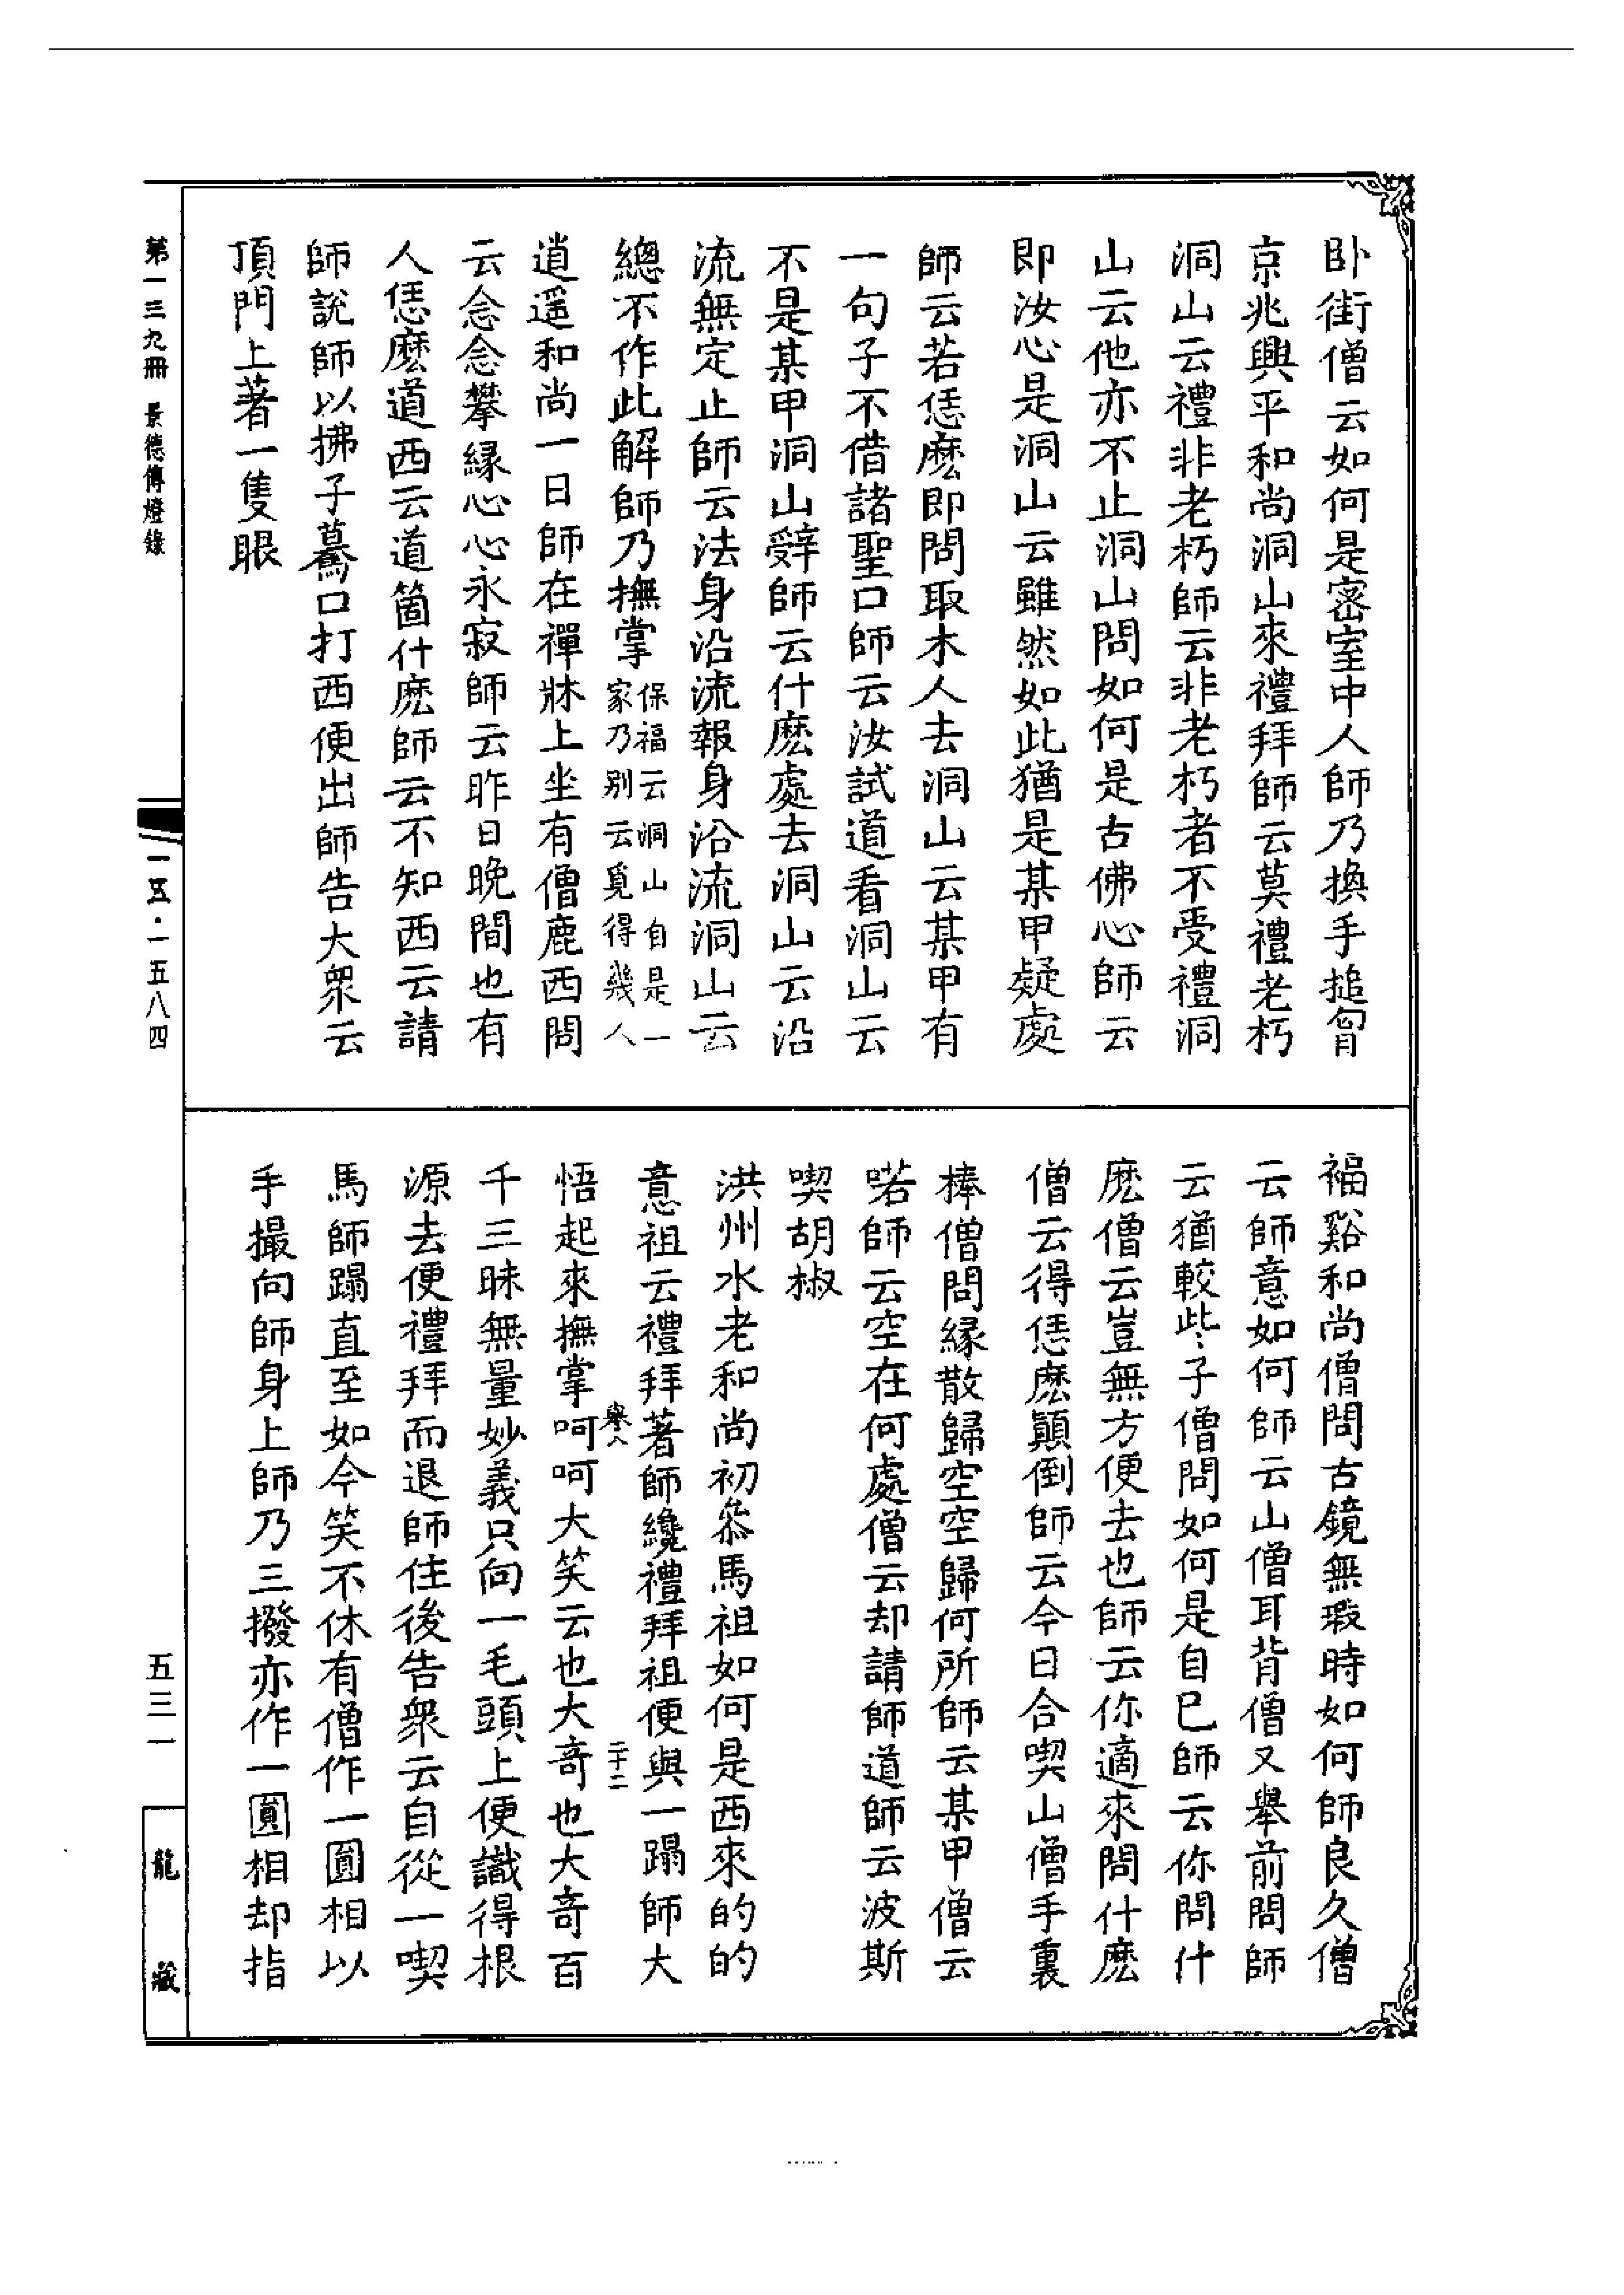 卧街僧云如何是密室中人師乃換手搥胷
京兆興平和尚洞山來禮拜師云莫禮老朽
洞山云禮非老朽師云非老朽者不受禮洞
山云他亦不止洞山問如何是古佛心師云
即汝心是洞山云雖然如此猶是某甲疑處
師云若恁麽即問取木人去洞山云某甲有
一句子不借諸聖口師云汝試道看洞山云
不是某甲洞山辭師云什麽處去洞山云沿
流無定止師云法身沿流報身沿流洞山云
總不作此解師乃撫掌保福云洞山自是一家乃别云覓得幾人
逍遥和尚一日師在禪牀上坐有僧鹿西問
云念念攀緣心心永寂師云昨日晚間也有
人恁麽道西云道箇什麽師云不知西云請
師說師以拂子驀口打西便出師告大衆云
頂門上著一隻眼
福谿和尚僧問古鏡無瑕時如何師良久僧
云師意如何師云山僧耳背僧又舉前問師
云猶較些子僧問如何是自巳師云你問什
麽僧云豈無方便去也師云你適來問什麽
僧云得恁麽顛倒師云今日合喫山僧手裏
棒僧問緣散歸空空歸何所師云某甲僧云
喏師云空在何處僧云却請師道師云波斯
喫胡椒
洪州水老和尚初叅馬祖如何是西來的的
意祖云禮拜著師纔禮拜祖便與一蹋師大
悟起來撫掌呵呵大笑云也大奇也大奇百
千三昧無量妙義只向一毛頭上便識得根
源去便禮拜而退師住後告衆云自從一喫
馬師蹋直至如今笑不休有僧作一圓相以
手撮向師身上師乃三撥亦作一圓相却指
第一三九冊 景德傳燈錄
一五五·一五八四
五三一
龍藏